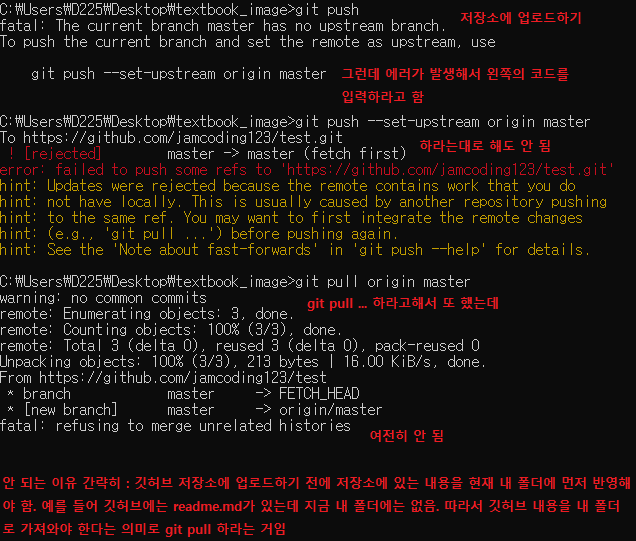 C:\Users\D225\Desktop\textbook_image>git push
저장소에 업로드하기
fatal: The current branch master has no upstream branch.
To push the current branch and set the remote as upstream, use
git push --set-upstream origin master
그런데 에러가 발생해서 왼쪽의 코드를
입력하라고 함
C:\Users\D225\Desktop\textbook_image>git push --set-upstream origin master
To https://github.com/jamcoding123/test.git
하라는대로 해도 안 됨
! [rejected]        master -> master (fetch first)
error: failed to push some refs to 'https://github.com/jamcoding123/test.git'
hint: Updates were rejected because the remote contains work that you do
hint: not have locally. This is usually caused by another repository pushing
hint: to the same ref. You may want to first integrate the remote changes
hint: (e.g., 'git pull ...') before pushing again.
hint: See the 'Note about fast-forwards' in 'git push --help' for details.
C:\Users\D225\Desktop\textbook_image>git pull origin master
warning: no common commits
git pull ... 하라고해서 또 했는데
remote: Enumerating objects: 3, done.
remote: Counting objects: 100% (3/3), done.
remote: Total 3 (delta 0), reused 3 (delta 0), pack-reused 0
Unpacking objects: 100% (3/3), 213 bytes | 16.00 KiB/s, done.
From https://github.com/jamcoding123/test
* branch            master     -> FETCH_HEAD
* [new branch]      master     -> origin/master
fatal: refusing to merge unrelated histories
여전히 안 됨
안 되는 이유 간략히 : 깃허브 저장소에 업로드하기 전에 저장소에 있는 내용을 현재 내 폴더에 먼저 반영해
야 함. 예를 들어 깃허브에는 readme.md가 있는데 지금 내 폴더에는 없음. 따라서 깃허브 내용을 내 폴더
로 가져와야 한다는 의미로 git pull 하라는 거임